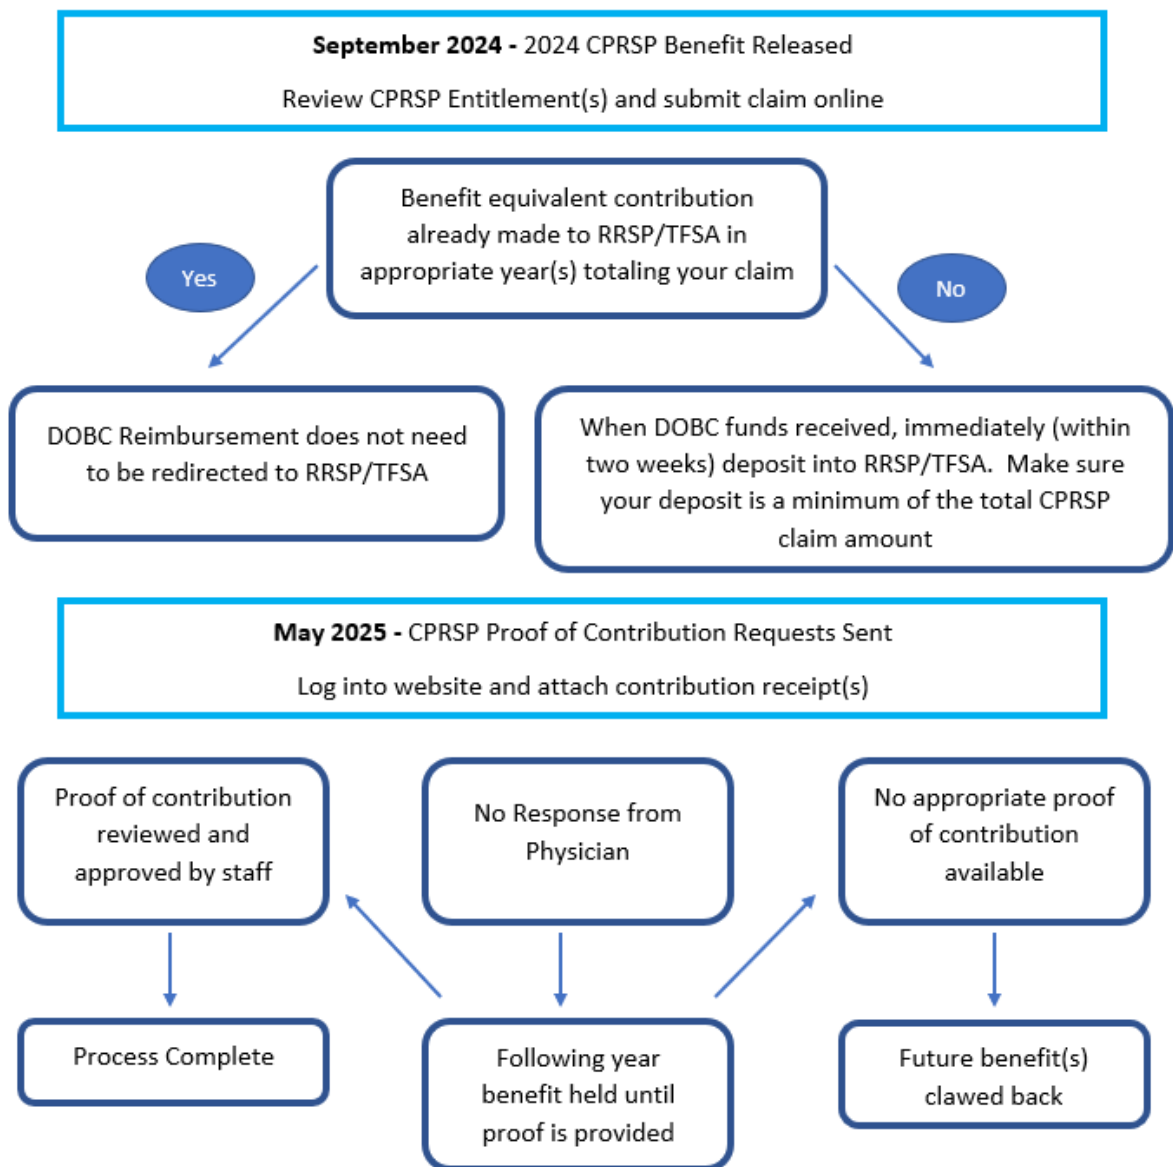 September 2024 - 2024 CPRSP Benefit Released
Review CPRSP Entitlement(s) and submit claim online
Benefit equivalent contribution
already made to RRSP/TFSA in
appropriate year(s) totaling your claim
Yes
No
DOBC Reimbursement does not need
to be redirected to RRSP/TFSA
When DOBC funds received, immediately (within
two weeks) deposit into RRSP/TFSA.  Make sure
your deposit is a minimum of the total CPRSP
claim amount
May 2025 - CPRSP Proof of Contribution Requests Sent
Log into website and attach contribution receipt(s)
Proof of contribution
reviewed and
approved by staff
No Response from
Physician
No appropriate proof
of contribution
available
Process Complete
Following year
benefit held until
proof is provided
Future benefit(s)
clawed back